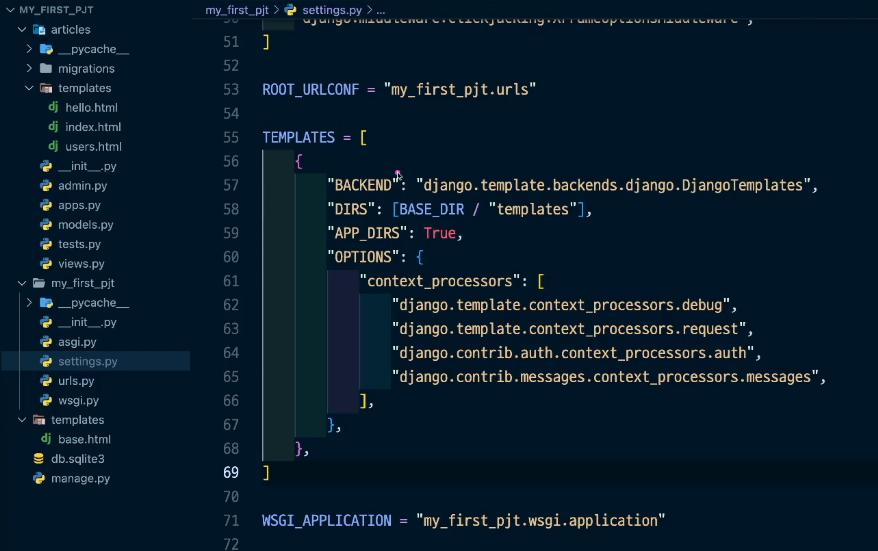 MY_FIRST_PJT
articles
__pycache__
migrations
templates
hello.html
index.html
users.html
__init__.py
admin.py
apps.py
models.py
tests.py
views.py
my_first_pjt
__pycache__
__init__.py
asgi.py
settings.py
urls.py
wsgi.py
templates
base.html
db.sqlite3
manage.py
my_first_pjt > settings.py > ...
50 "django.middleware.clickjacking.XFrameOptionsMiddleware",
51 ]
52
53 ROOT_URLCONF = "my_first_pjt.urls"
54
55 TEMPLATES = [
56 {
57 "BACKEND": "django.template.backends.django.DjangoTemplates",
58 "DIRS": [BASE_DIR / "templates"],
59 "APP_DIRS": True,
60 "OPTIONS": {
61 "context_processors": [
62 "django.template.context_processors.debug",
63 "django.template.context_processors.request",
64 "django.contrib.auth.context_processors.auth",
65 "django.contrib.messages.context_processors.messages",
66 ],
67 },
68 },
69 ]
70
71 WSGI_APPLICATION = "my_first_pjt.wsgi.application"
72